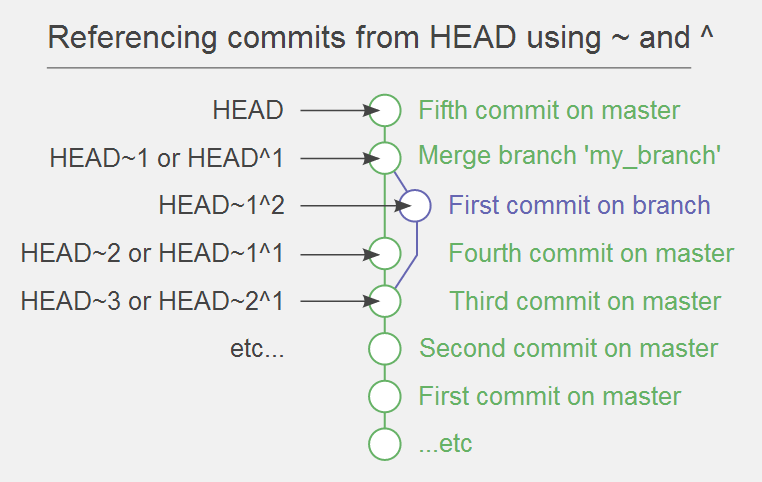 Referencing commits from HEAD using ~ and ^
HEAD Fifth commit on master
HEAD~1 or HEAD^1 Merge branch 'my_branch'
HEAD~1^2 First commit on branch
HEAD~2 or HEAD~1^1 Fourth commit on master
HEAD~3 or HEAD~2^1 Third commit on master
etc... Second commit on master
First commit on master
...etc